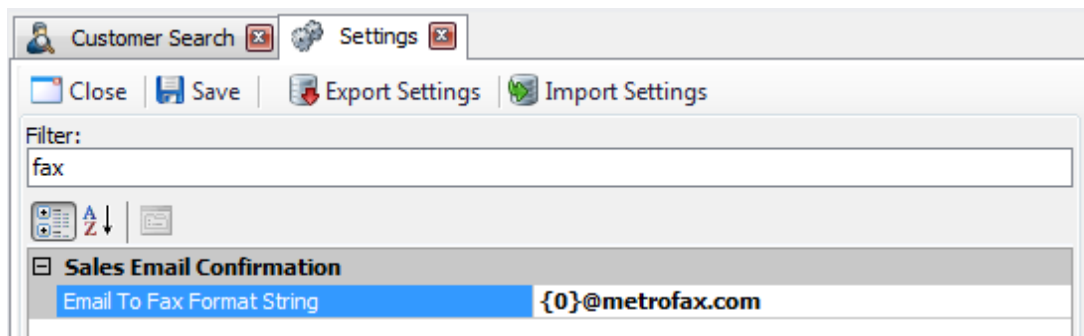 Customer Search Settings
Close Save Export Settings Import Settings
Filter:
fax
A
Z
Sales Email Confirmation
Email To Fax Format String {0}@metrofax.com